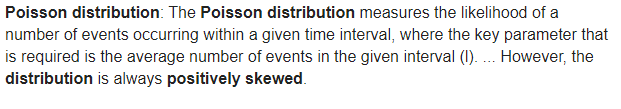 Poisson distribution: The Poisson distribution measures the likelihood of a
number of events occurring within a given time interval, where the key parameter that
is required is the average number of events in the given interval (l). ... However, the
distribution is always positively skewed.